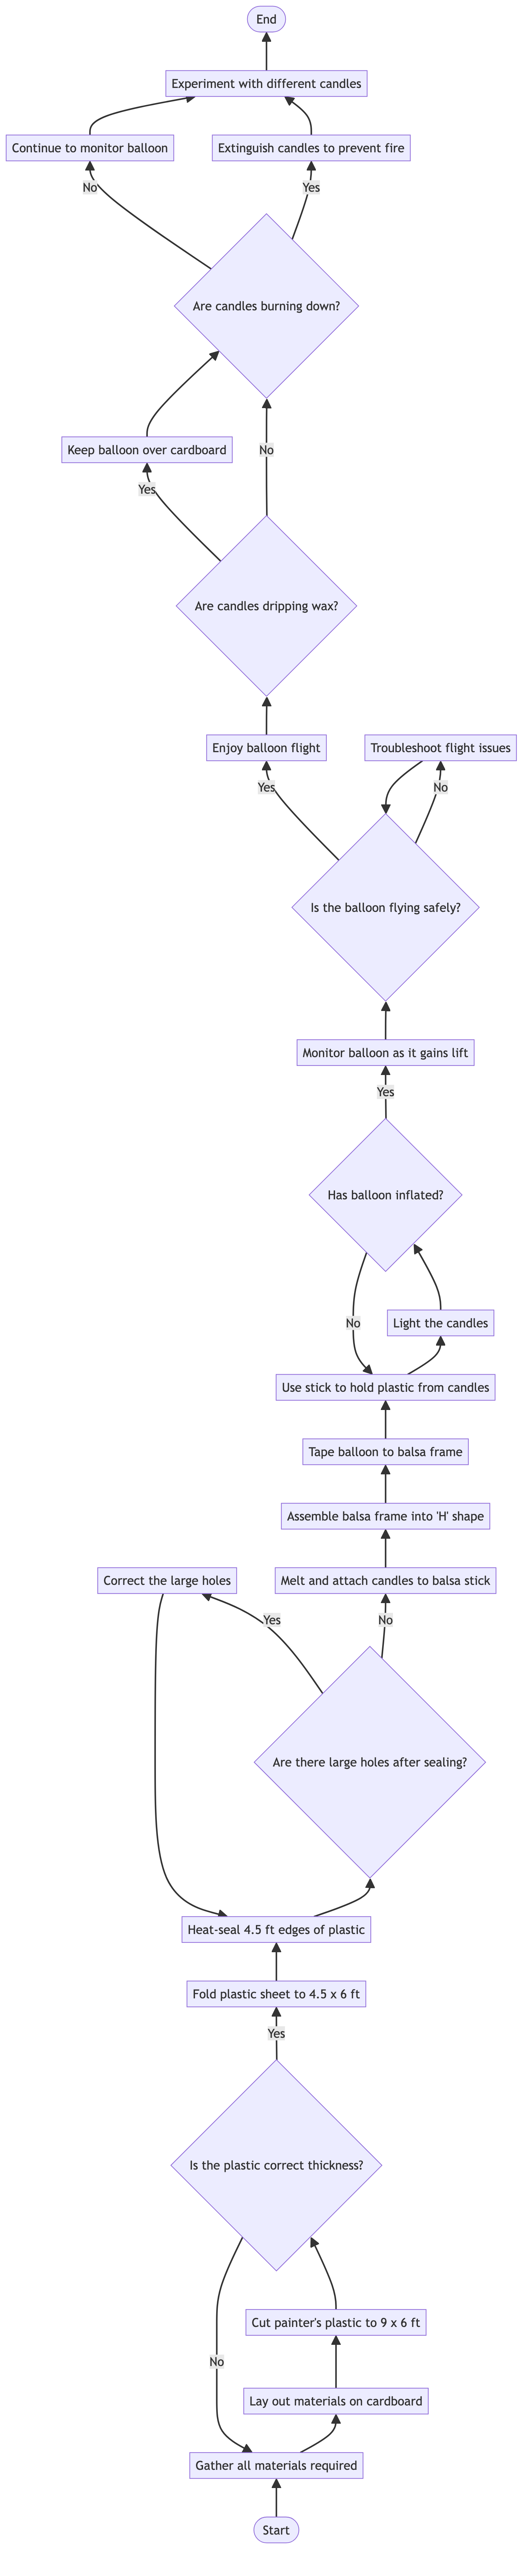 End
Experiment with different candles
Continue to monitor balloon
Extinguish candles to prevent fire
No
Yes
Are candles burning down?
Keep balloon over cardboard
No
Yes
Are candles dripping wax?
Enjoy balloon flight
Troubleshoot flight issues
Yes
No
Is the balloon flying safely?
Monitor balloon as it gains lift
Yes
Has balloon inflated?
No
Light the candles
Use stick to hold plastic from candles
Tape balloon to balsa frame
Assemble balsa frame into 'H' shape
Correct the large holes
Melt and attach candles to balsa stick
Yes
No
Are there large holes after sealing?
Heat-seal 4.5 ft edges of plastic
Fold plastic sheet to 4.5 x 6 ft
Yes
Is the plastic correct thickness?
Cut painter's plastic to 9 x 6 ft
No
Lay out materials on cardboard
Gather all materials required
Start